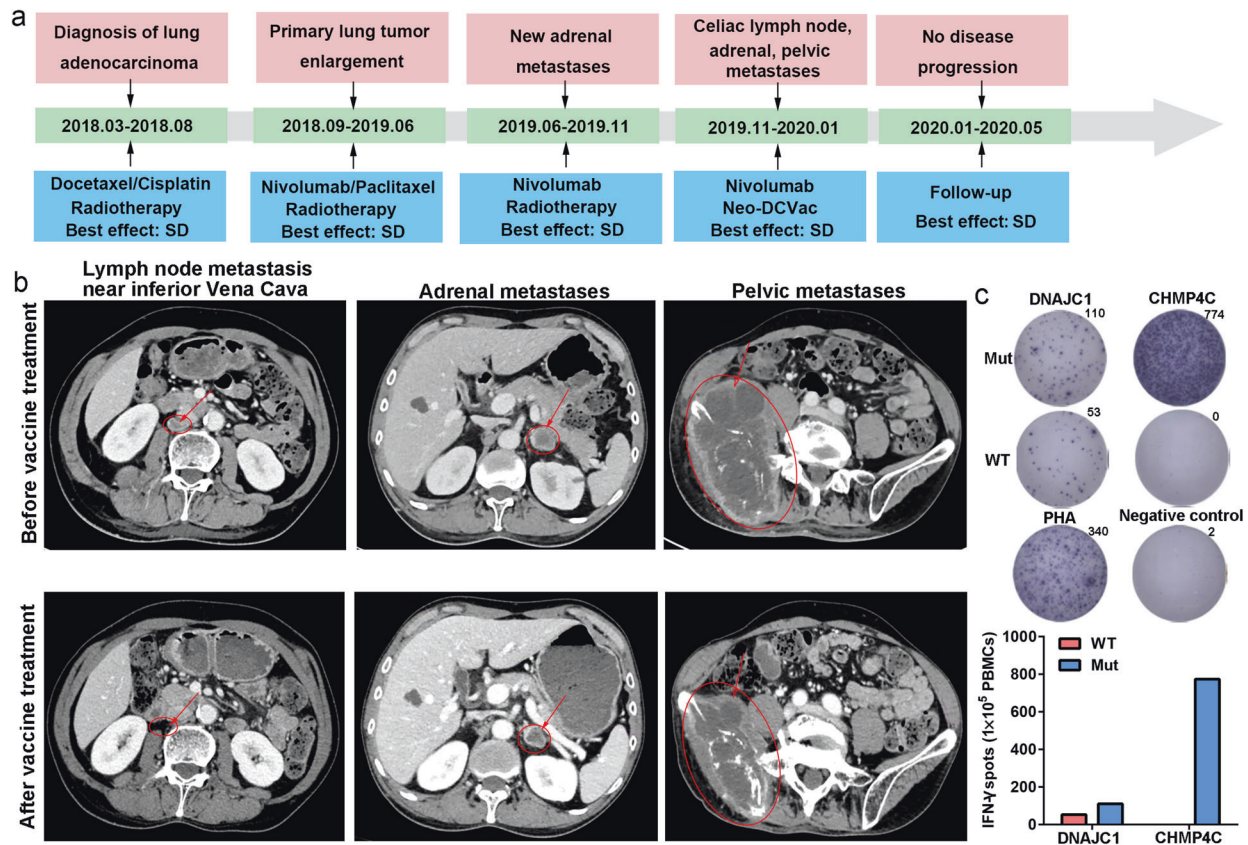 a
Diagnosis of lung
adenocarcinoma
Primary lung tumor
enlargement
New adrenal
metastases
Celiac lymph node,
adrenal, pelvic
metastases
No disease
progression
2018.03-2018.08
2018.09-2019.06
2019.06-2019.11
2019.11-2020.01
2020.01-2020.05
Docetaxel/Cisplatin
Radiotherapy
Best effect: SD
Nivolumab/Paclitaxel
Radiotherapy
Best effect: SD
Nivolumab
Radiotherapy
Best effect: SD
Nivolumab
Neo-DCVac
Best effect: SD
Follow-up
Best effect: SD
b
Lymph node metastasis
near inferior Vena Cava
Adrenal metastases
Pelvic metastases
Before vaccine treatment
After vaccine treatment
c
DNAJC1
CHMP4C
110
774
Mut
53
0
WT
PHA
Negative control
340
2
1000
800
600
400
200
0
IFN-γ spots (1×10⁵ PBMCs)
WT
Mut
DNAJC1
CHMP4C